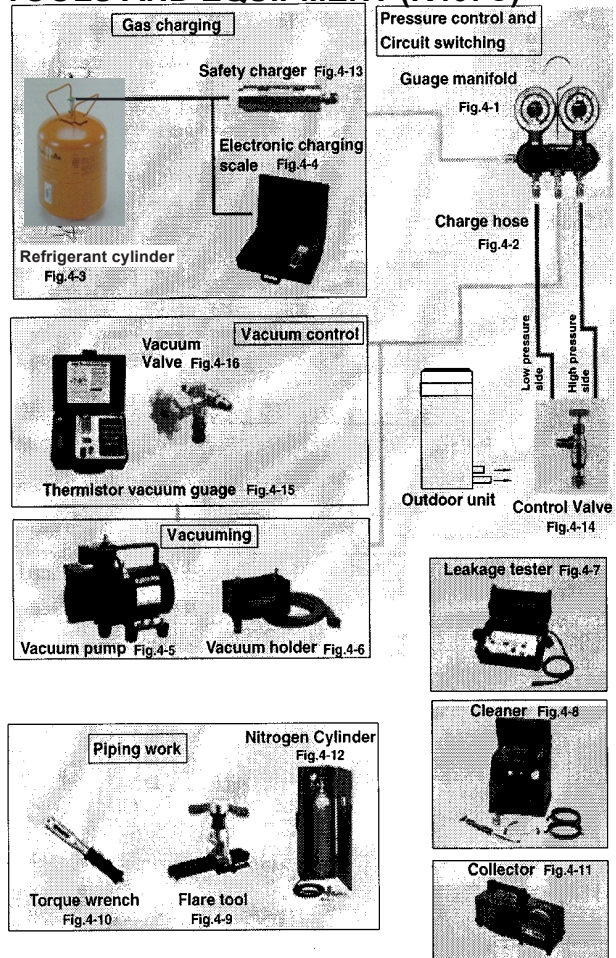 Gas charging
Safety charger Fig.4-13
Electronic charging
scale Fig.4-4
Refrigerant cylinder
Fig.4-3
Pressure control and
Circuit switching
Guage manifold
Fig.4-1
Charge hose
Fig.4-2
Low pressure
side
High pressure
side
Outdoor unit
Control Valve
Fig.4-14
Vacuum control
Vacuum
Valve Fig.4-16
Thermistor vacuum guage Fig.4-15
Vacuuming
Vacuum pump Fig.4-5
Vacuum holder Fig.4-6
Leakage tester Fig.4-7
Cleaner Fig.4-8
Collector Fig.4-11
Piping work
Nitrogen Cylinder
Fig.4-12
Torque wrench
Fig.4-10
Flare tool
Fig.4-9